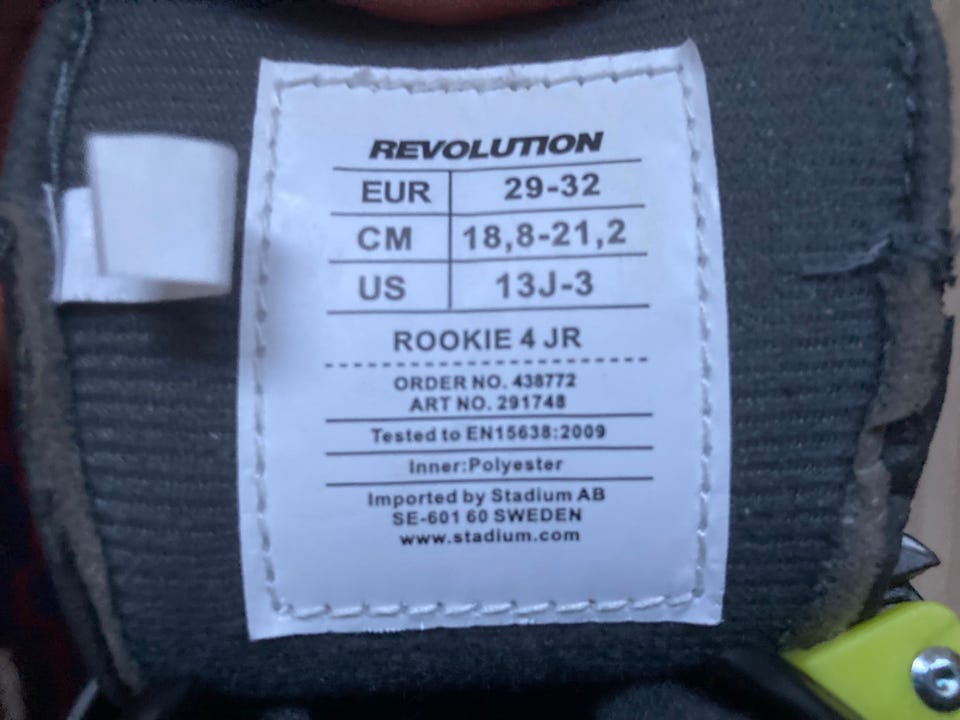 REVOLUTION
EUR 29-32
CM 18,8-21,2
US 13J-3
ROOKIE 4 JR
ORDER NO. 438772
ART NO. 291748
Tested to EN15638:2009
Inner:Polyester
Imported by Stadium AB
SE-601 60 SWEDEN
www.stadium.com